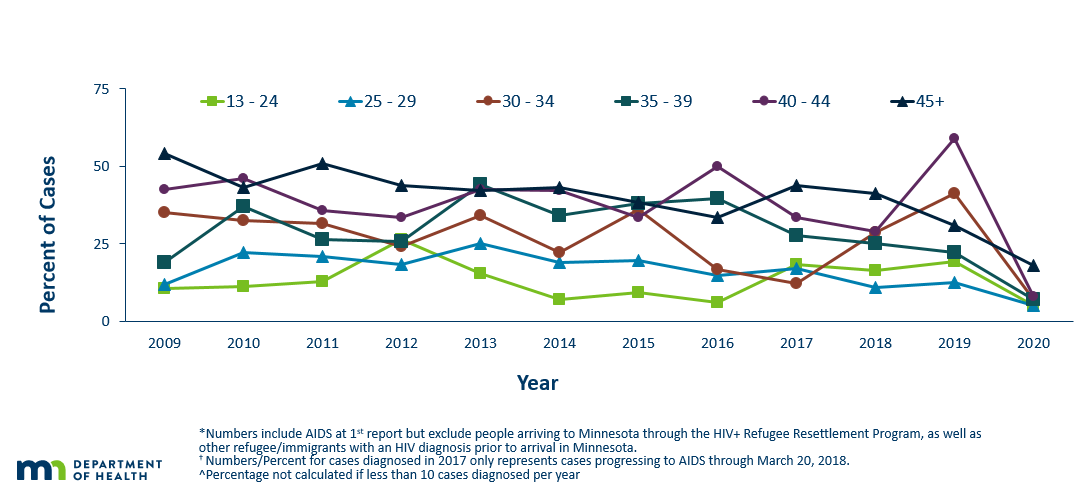 75
13 - 24 25 - 29 30 - 34 35 - 39 40 - 44 45+
50
25
0
Percent of Cases
2009 2010 2011 2012 2013 2014 2015 2016 2017 2018 2019 2020
Year
*Numbers include AIDS at 1st report but exclude people arriving to Minnesota through the HIV+ Refugee Resettlement Program, as well as
other refugee/immigrants with an HIV diagnosis prior to arrival in Minnesota.
† Numbers/Percent for cases diagnosed in 2017 only represents cases progressing to AIDS through March 20, 2018.
^Percentage not calculated if less than 10 cases diagnosed per year
mn DEPARTMENT
OF HEALTH